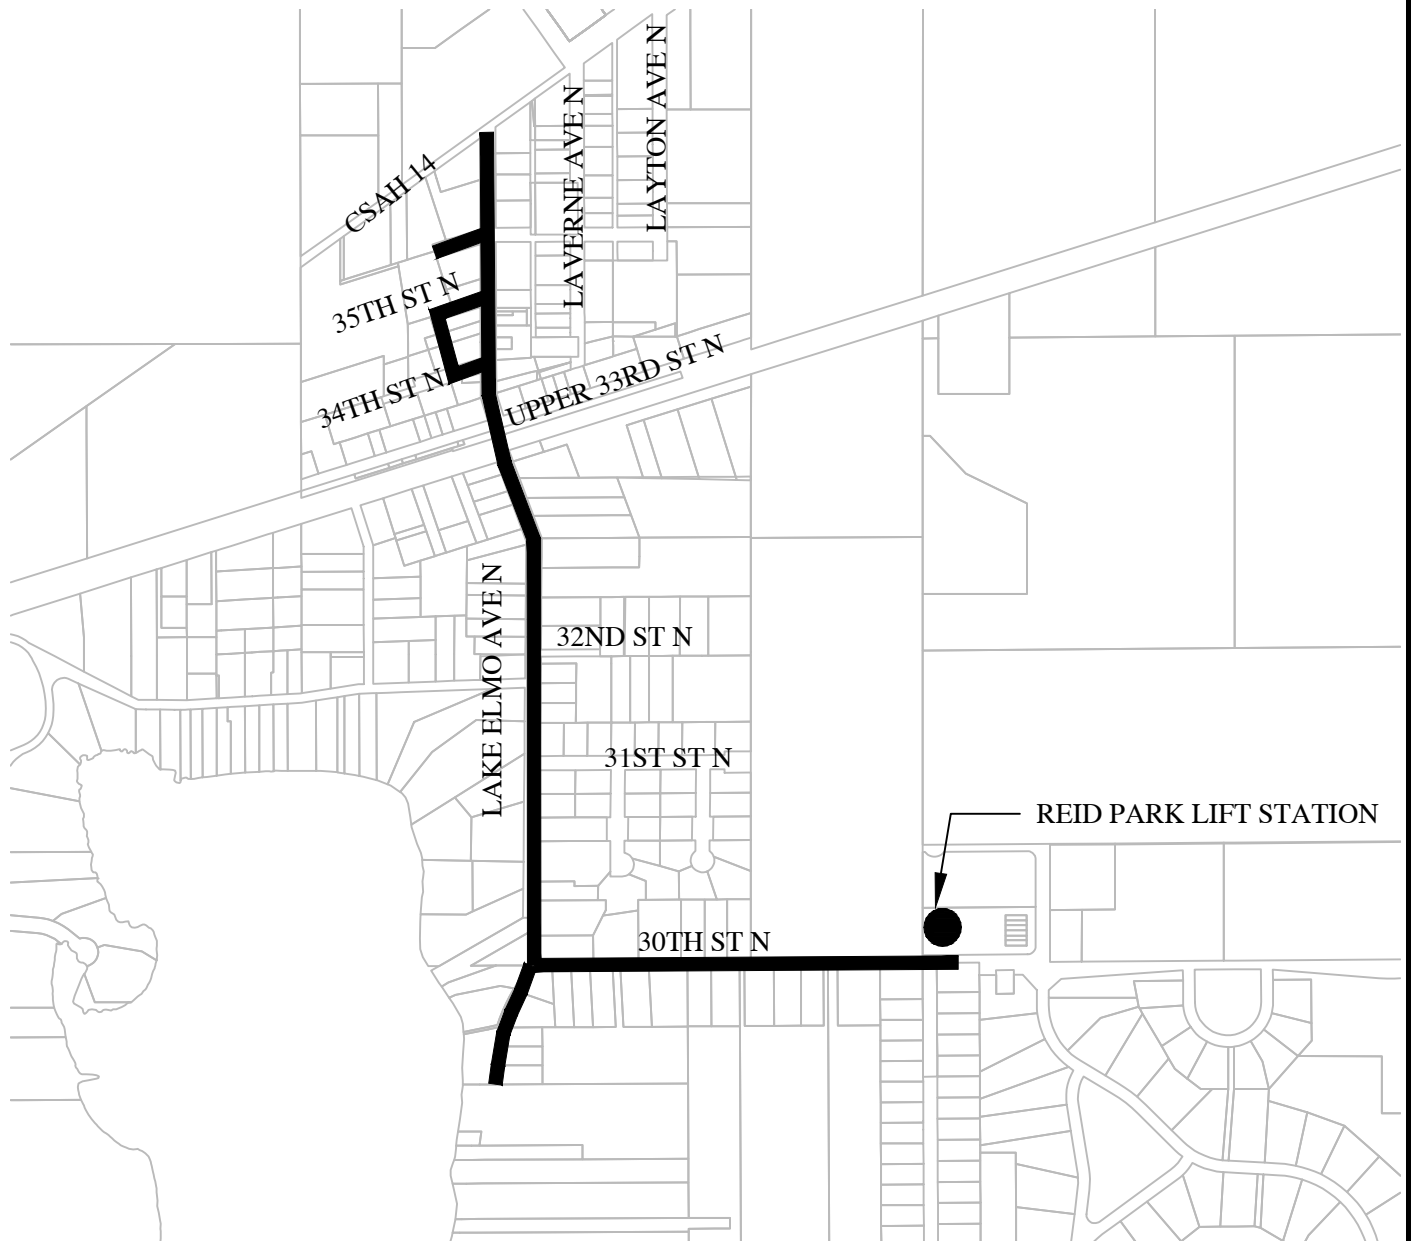 LAYTON AVE N
LAVERNE AVE N
CSAH 14
35TH ST N
34TH ST N
UPPER 33RD ST N
LAKE ELMO AVE N
32ND ST N
31ST ST N
REID PARK LIFT STATION
30TH ST N